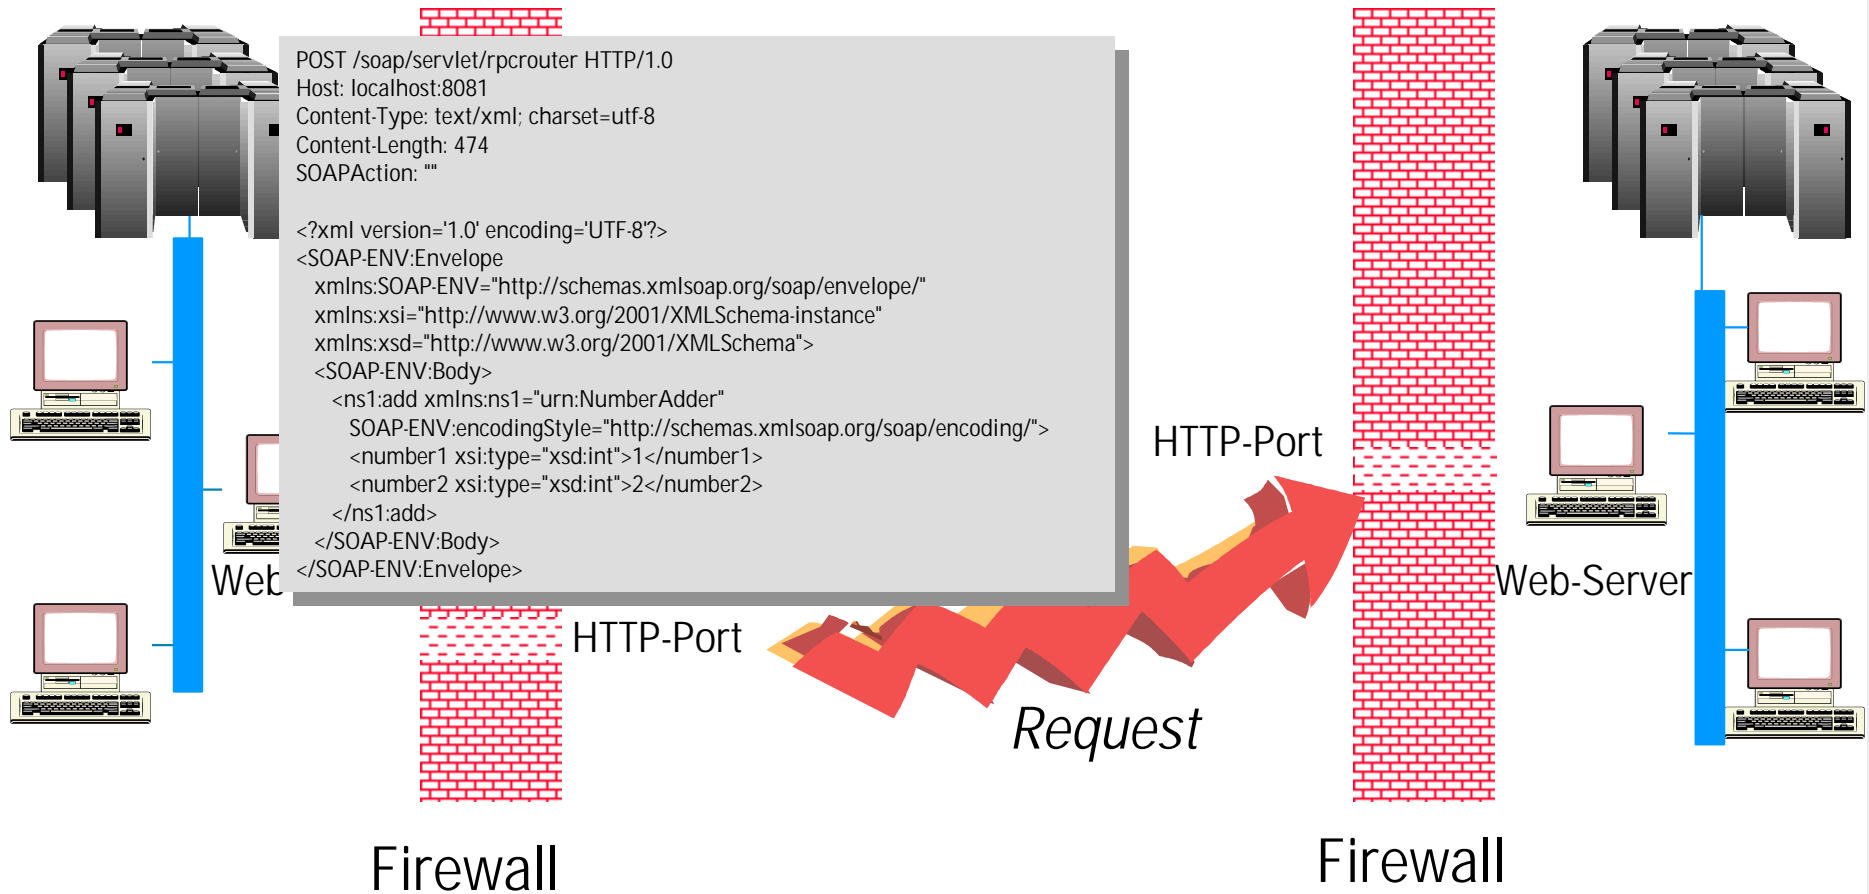 POST /soap/servlet/rpcrouter HTTP/1.0
Host: localhost:8081
Content-Type: text/xml; charset=utf-8
Content-Length: 474
SOAPAction: ""
<?xml version='1.0' encoding='UTF-8'?>
<SOAP-ENV:Envelope
xmlns:SOAP-ENV="http://schemas.xmlsoap.org/soap/envelope/"
xmlns:xsi="http://www.w3.org/2001/XMLSchema-instance"
xmlns:xsd="http://www.w3.org/2001/XMLSchema">
<SOAP-ENV:Body>
<ns1:add xmlns:ns1="urn:NumberAdder"
SOAP-ENV:encodingStyle="http://schemas.xmlsoap.org/soap/encoding/">
<number1 xsi:type="xsd:int">1</number1>
<number2 xsi:type="xsd:int">2</number2>
</ns1:add>
</SOAP-ENV:Body>
</SOAP-ENV:Envelope>
HTTP-Port
Web
Web-Server
HTTP-Port
Request
Firewall
Firewall